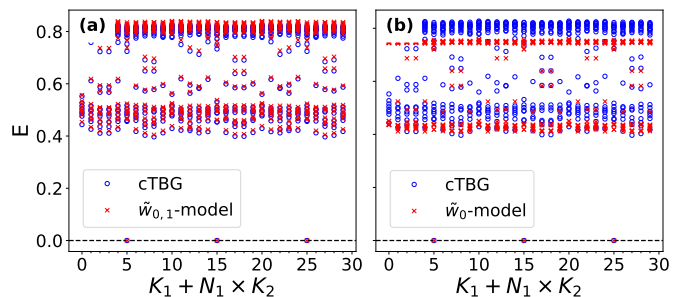 (a)
(b)
E
0.8
0.6
0.4
0.2
0.0
cTBG
w̃₀,₁-model
cTBG
w̃₀-model
0 5 10 15 20 25 30
0 5 10 15 20 25 30
K₁ + N₁ × K₂
K₁ + N₁ × K₂